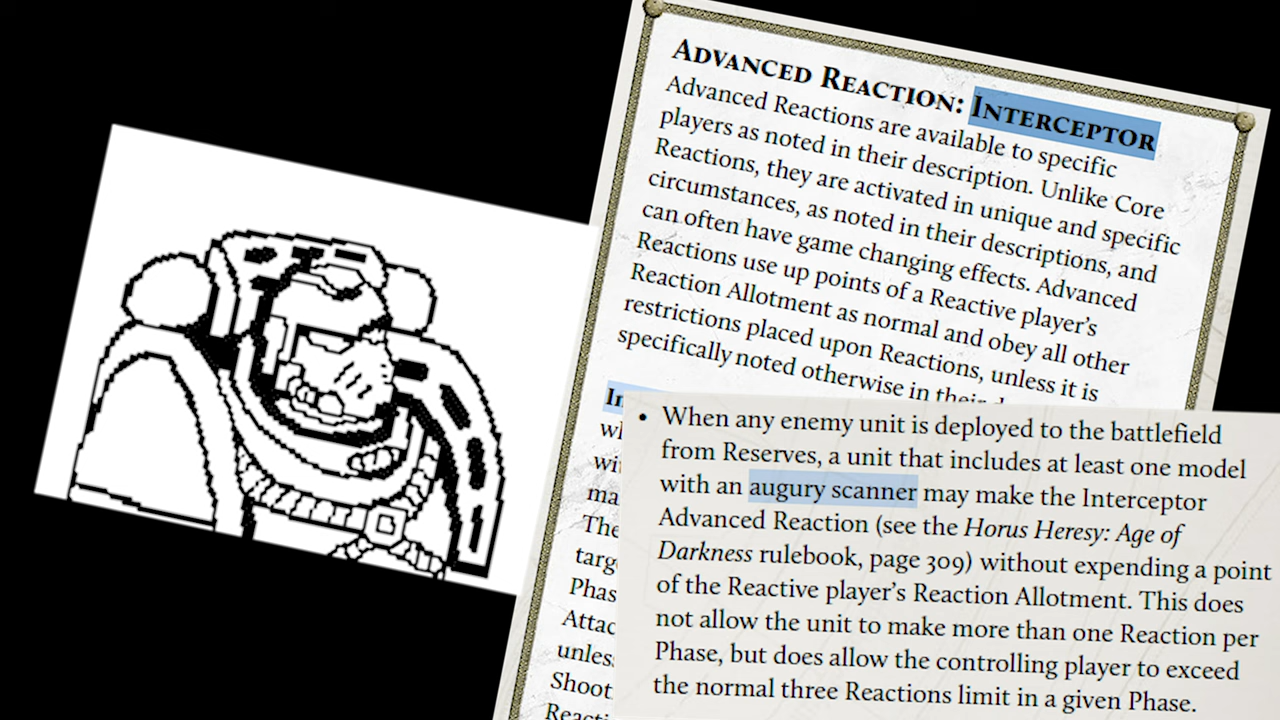 ADVANCED REACTION: INTERCEPTOR
Advanced Reactions are available to specific
players as noted in their description. Unlike Core
Reactions, they are activated in unique and specific
circumstances, as noted in their descriptions, and
can often have game changing effects. Advanced
Reactions use up points of a Reactive player's
Reaction Allotment as normal and obey all other
restrictions placed upon Reactions, unless it is
specifically noted otherwise in their
The
Phas
Attac
unles
Shoot
Reacti
• When any enemy unit is deployed to the battlefield
from Reserves, a unit that includes at least one model
with an augury scanner may make the Interceptor
Advanced Reaction (see the Horus Heresy: Age of
Darkness rulebook, page 309) without expending a point
of the Reactive player's Reaction Allotment. This does
not allow the unit to make more than one Reaction per
Phase, but does allow the controlling player to exceed
the normal three Reactions limit in a given Phase.